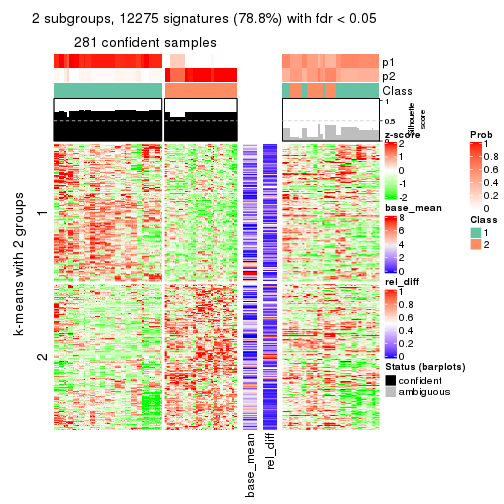 2 subgroups, 12275 signatures (78.8%) with fdr < 0.05
281 confident samples
p1
p2
Class
1
0.5
0
Silhouette
score
k-means with 2 groups
1
2
base_mean
rel_diff
z-score
2
1
0
-1
-2
base_mean
8
6
4
2
0
rel_diff
1
0.8
0.6
0.4
0.2
0
Status (barplots)
confident
ambiguous
Prob
1
0.8
0.6
0.4
0.2
0
Class
1
2